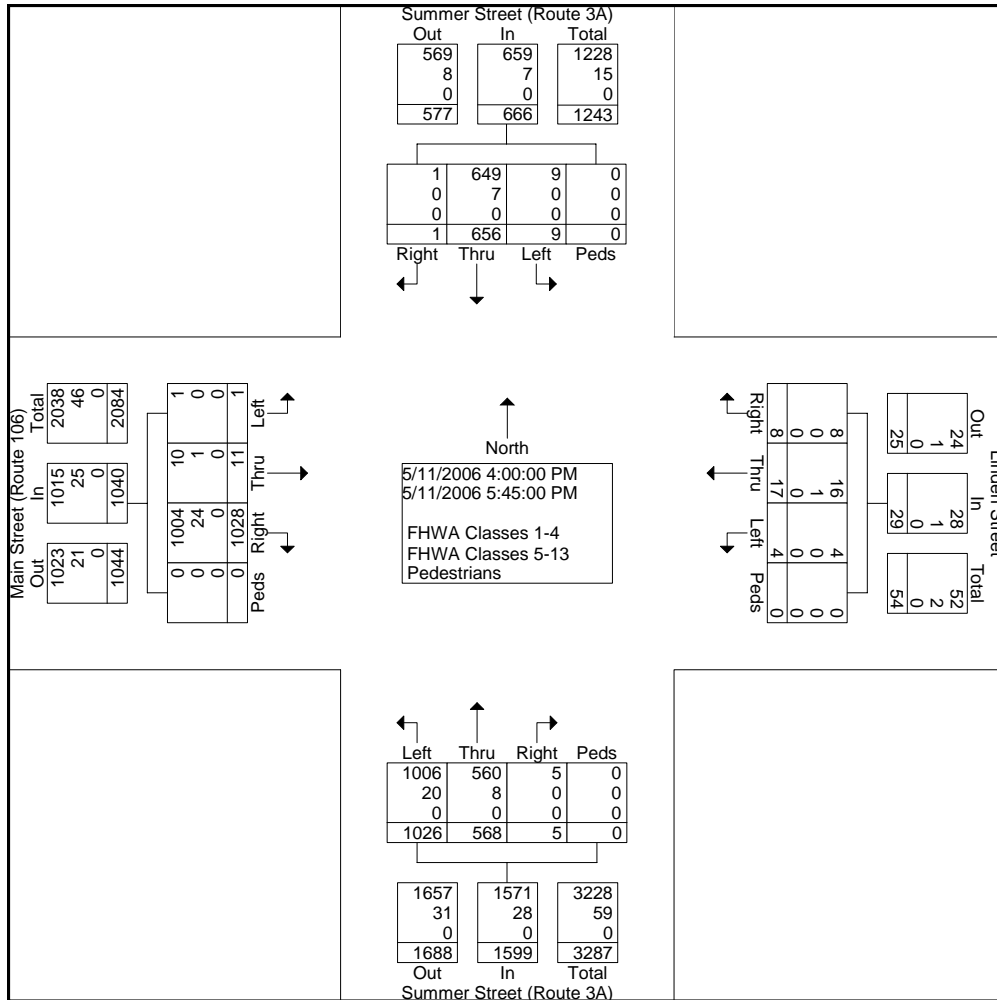 Summer Street (Route 3A)
Out In Total
569 659 1228
8 7 15
0 0 0
577 666 1243
1 649 9 0
0 7 0 0
0 0 0 0
1 656 9 0
Right Thru Left Peds
Main Street (Route 106)
Total In Out
2038 1015 1023
46 25 21
0 0 0
2084 1040 1044
1 10 1004 0
0 1 24 0
0 0 0 0
1 11 1028 0
Left Thru Right Peds
North
5/11/2006 4:00:00 PM
5/11/2006 5:45:00 PM
FHWA Classes 1-4
FHWA Classes 5-13
Pedestrians
Linden Street
Out In Total
24 28 52
1 1 2
0 0 0
25 29 54
8 16 4 0
0 1 0 0
0 0 0 0
8 17 4 0
Right Thru Left Peds
Left Thru Right Peds
1006 560 5 0
20 8 0 0
0 0 0 0
1026 568 5 0
1657 1571 3228
31 28 59
0 0 0
1688 1599 3287
Out In Total
Summer Street (Route 3A)